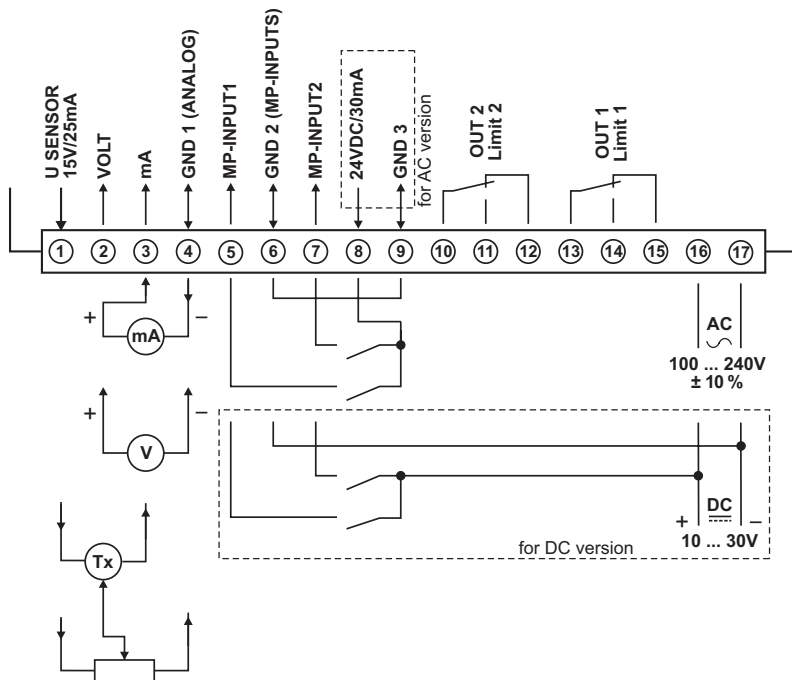 U SENSOR
15V/25mA
VOLT
mA
GND 1 (ANALOG)
MP-INPUT1
GND 2 (MP-INPUTS)
MP-INPUT2
24VDC/30mA
GND 3
for AC version
OUT 2
Limit 2
OUT 1
Limit 1
1 2 3 4 5 6 7 8 9 10 11 12 13 14 15 16 17
+ mA –
AC
100 ... 240V
± 10 %
+ V –
DC
+ –
10 ... 30V
for DC version
Tx